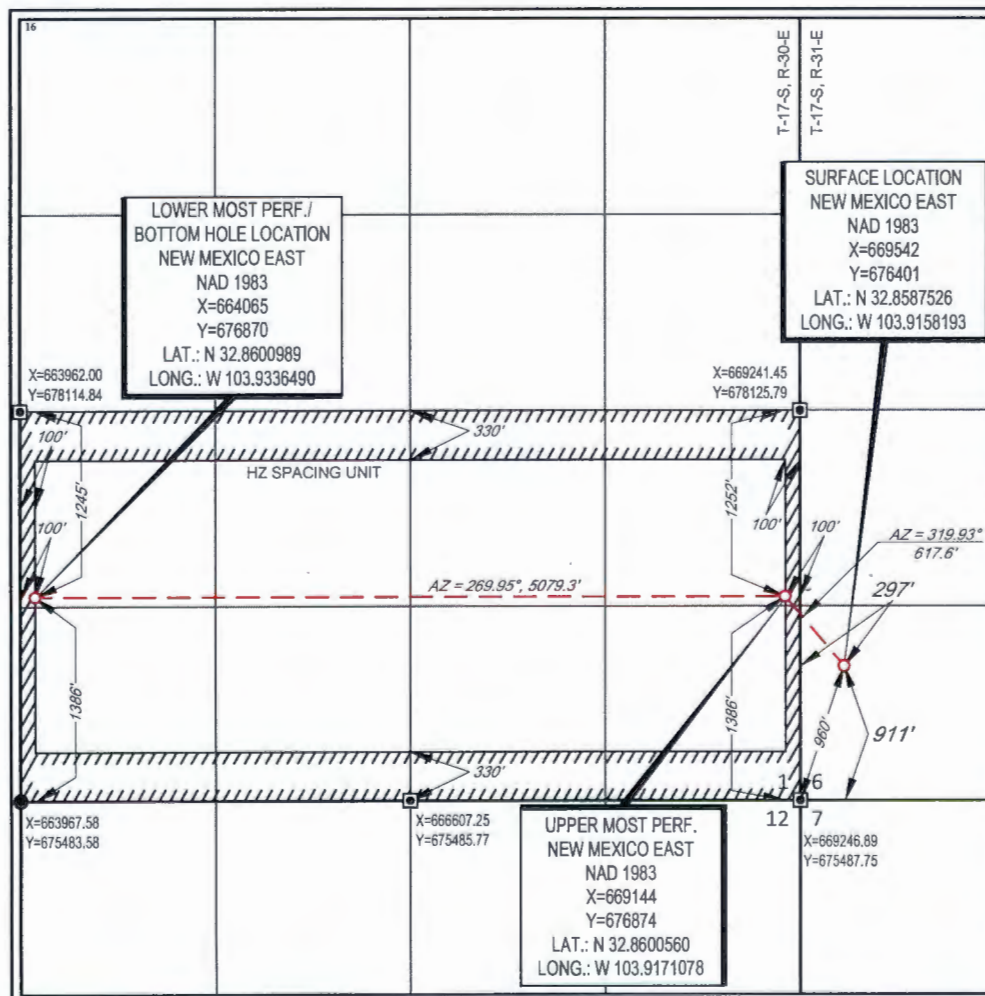 16
T-17-S, R-30-E
T-17-S, R-31-E
SURFACE LOCATION
NEW MEXICO EAST
NAD 1983
X=669542
Y=676401
LAT.: N 32.8587526
LONG.: W 103.9158193
LOWER MOST PERF./
BOTTOM HOLE LOCATION
NEW MEXICO EAST
NAD 1983
X=664065
Y=676870
LAT.: N 32.8600989
LONG.: W 103.9336490
X=663962.00
Y=678114.84
X=669241.45
Y=678125.79
100'
330'
HZ SPACING UNIT
1245'
1252'
100'
100'
100'
AZ = 319.93°
617.6'
AZ = 269.95°, 5079.3'
297'
1386'
1386'
960'
911'
330'
1
6
12
7
X=663967.58
Y=675483.58
X=666607.25
Y=675485.77
X=669246.89
Y=675487.75
UPPER MOST PERF.
NEW MEXICO EAST
NAD 1983
X=669144
Y=676874
LAT.: N 32.8600560
LONG.: W 103.9171078